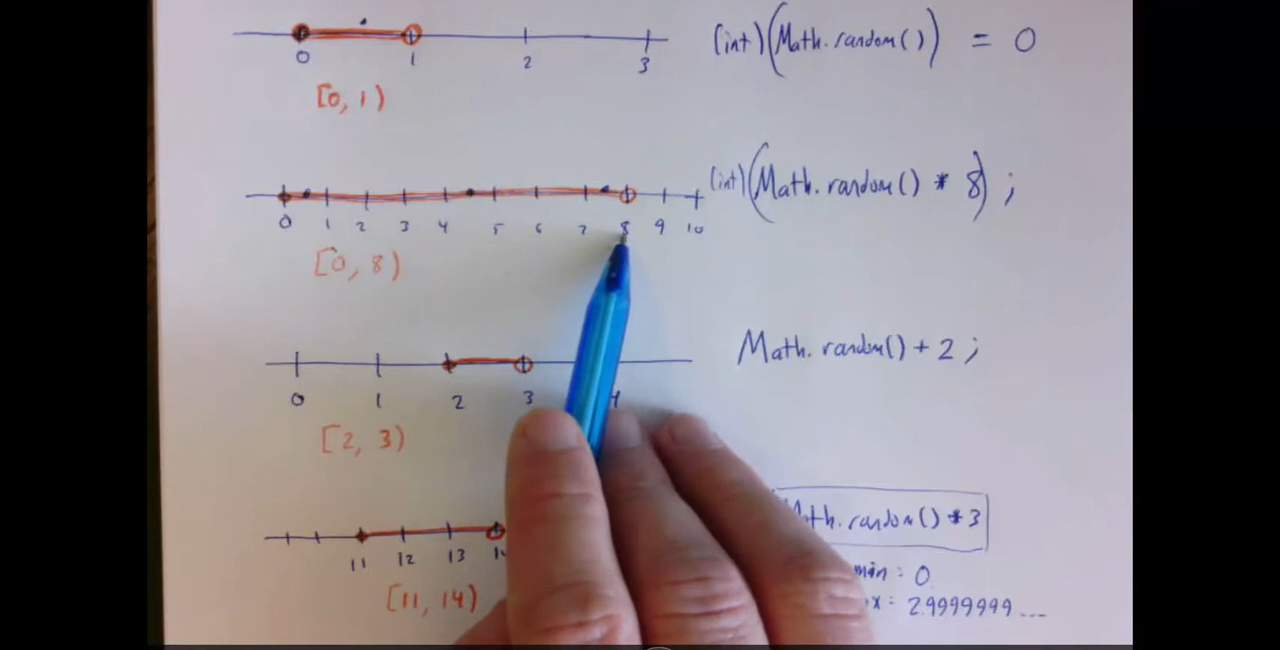 (int)(Math.random()) = 0
0 1 2 3
[0, 1)
(int)(Math.random() * 8) ;
0 1 2 3 4 5 6 7 8 9 10
[0, 8)
Math.random() + 2 ;
0 1 2 3 4
[2, 3)
Math.random() * 3
11 12 13
[11, 14)
min : 0
x : 2.9999999 ...